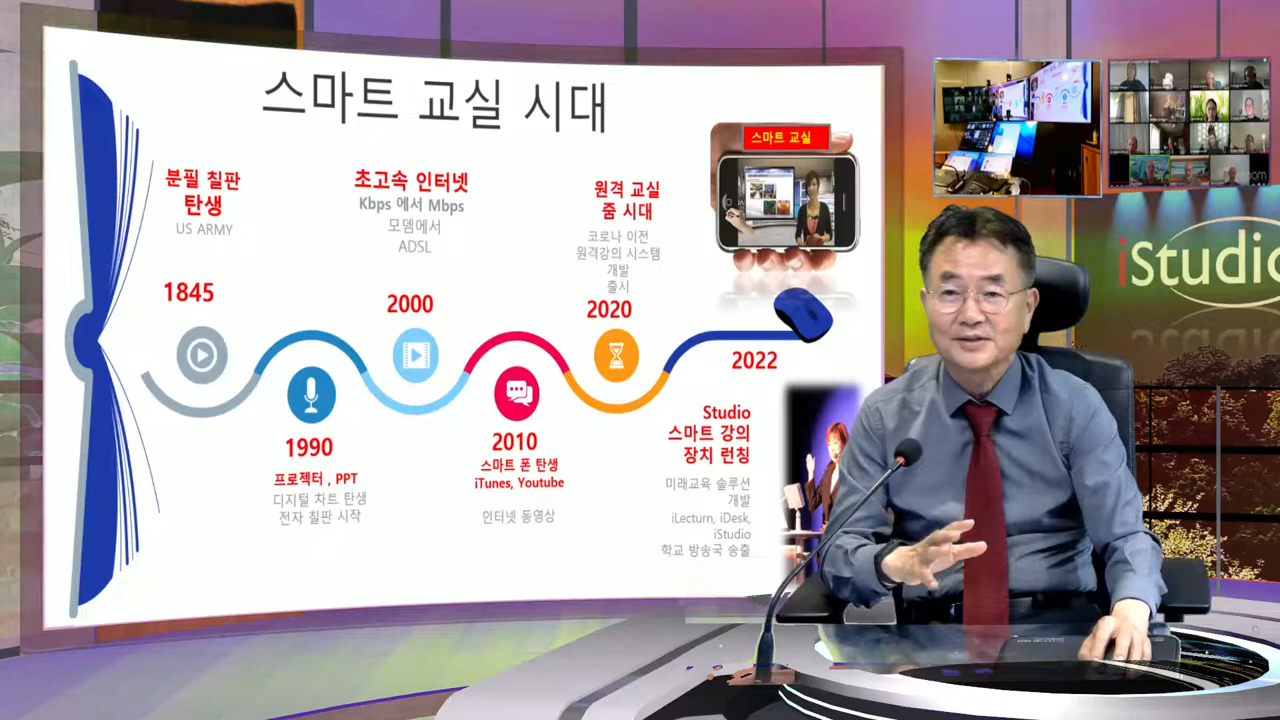 스마트 교실 시대
분필 칠판
탄생
US ARMY
1845
초고속 인터넷
Kbps 에서 Mbps
모뎀에서
ADSL
2000
원격 교실
줌 시대
코로나 이전
원격강의 시스템
개발
출시
2020
스마트 교실
2022
1990
프로젝터 , PPT
디지털 차트 탄생
전자 칠판 시작
2010
스마트 폰 탄생
iTunes, Youtube
인터넷 동영상
Studio
스마트 강의
장치 런칭
미래교육 솔루션
개발
iLecturn, iDesk,
iStudio
학교 방송국 송출
iStudio
zoom